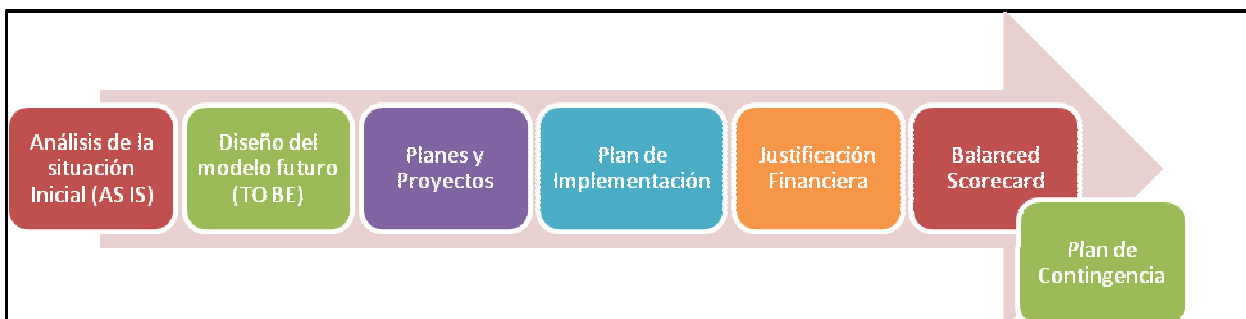 Análisis de la
situación
Inicial (AS IS)
Diseño del
modelo futuro
(TO BE)
Planes y
Proyectos
Plan de
Implementación
Justificación
Financiera
Balanced
Scorecard
Plan de
Contingencia